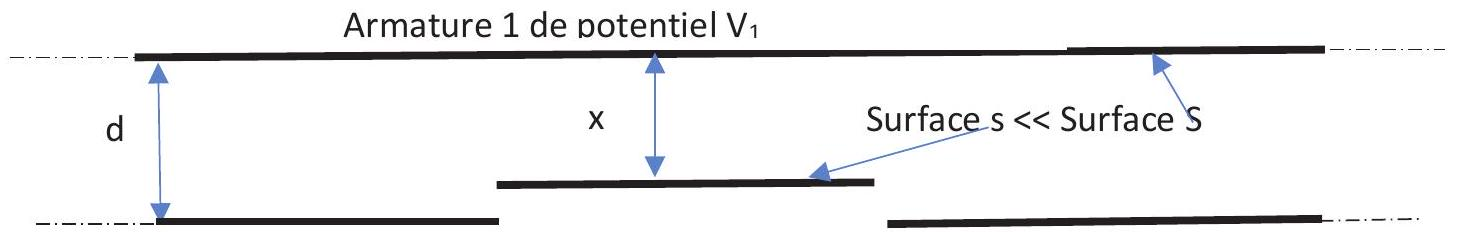 Armature 1 de potentiel V₁
d
x
Surface s << Surface S